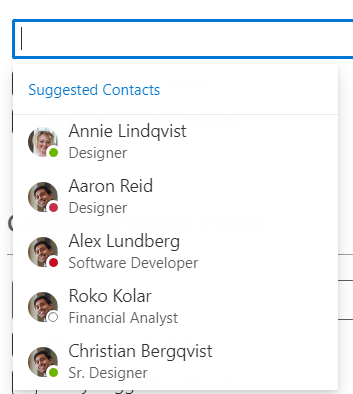 Suggested Contacts
Annie Lindqvist
Designer
Aaron Reid
Designer
Alex Lundberg
Software Developer
Roko Kolar
Financial Analyst
Christian Bergqvist
Sr. Designer